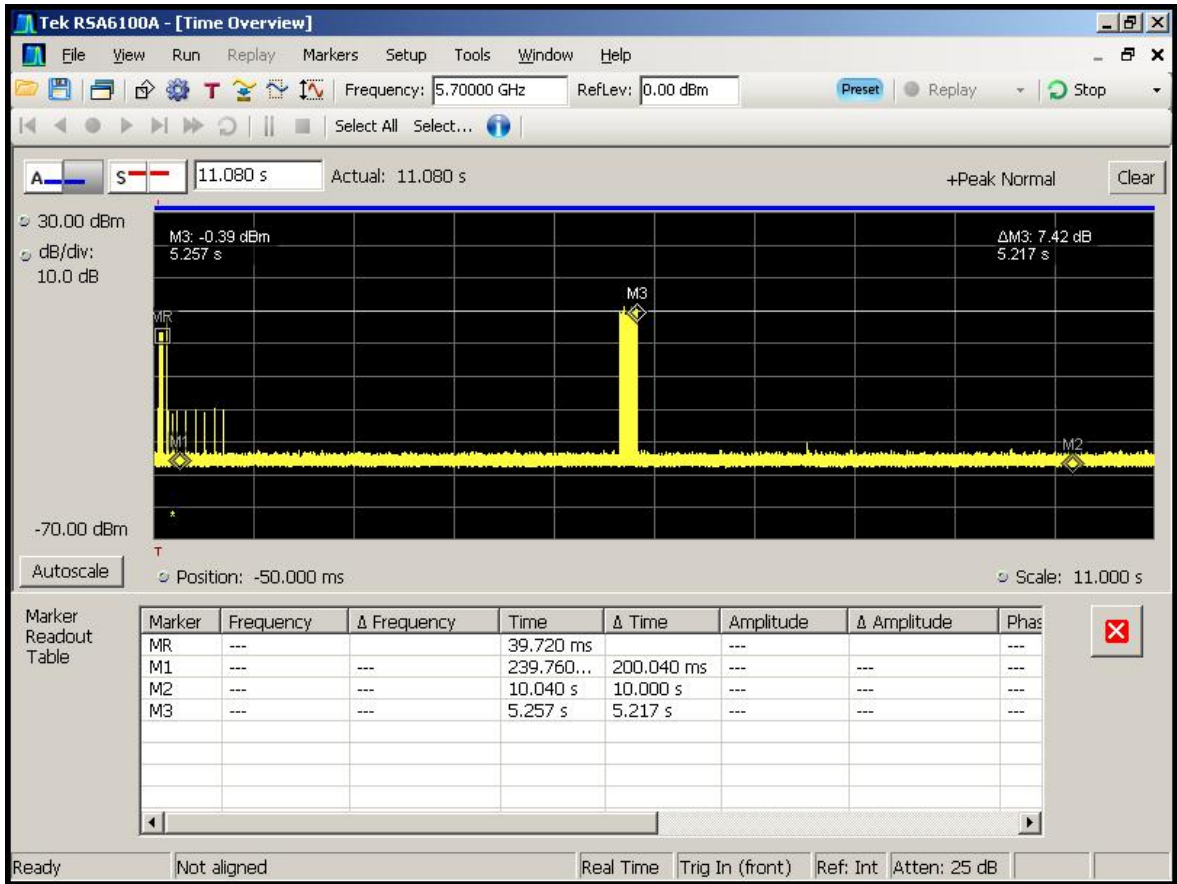 Tek RSA6100A - [Time Overview]
File View Run Replay Markers Setup Tools Window Help
T Frequency: 5.70000 GHz RefLev: 0.00 dBm Preset Replay Stop
Select All Select...
A S 11.080 s Actual: 11.080 s +Peak Normal Clear
30.00 dBm
dB/div:
10.0 dB
M3: -0.39 dBm
5.257 s
ΔM3: 7.42 dB
5.217 s
M3
MR
M1
M2
-70.00 dBm
T
Autoscale
Position: -50.000 ms
Scale: 11.000 s
Marker
Readout
Table
Marker Frequency Δ Frequency Time Δ Time Amplitude Δ Amplitude Phas
MR --- 39.720 ms --- ---
M1 --- --- 239.760... 200.040 ms --- --- ---
M2 --- --- 10.040 s 10.000 s --- --- ---
M3 --- --- 5.257 s 5.217 s --- --- ---
Ready Not aligned Real Time Trig In (front) Ref: Int Atten: 25 dB